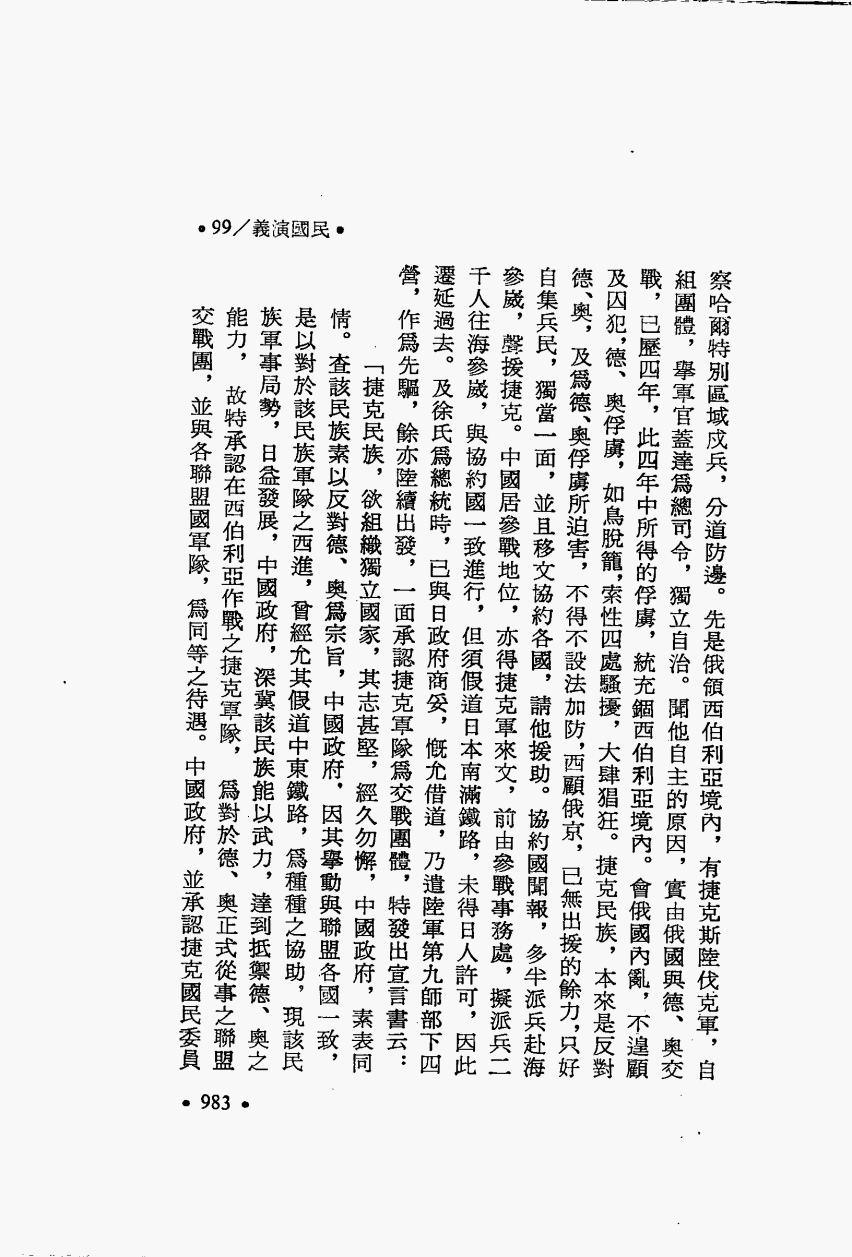 •99／義演國民•
察哈爾特別區域戍兵，分道防邊。先是俄領西伯利亞境內，有捷克斯陸伐克軍，自
組團體，舉軍官蓋達爲總司令，獨立自治。聞他自主的原因，實由俄國與德、奧交
戰，已歷四年，此四年中所得的俘虜，統充錮西伯利亞境內。會俄國內亂，不遑顧
及囚犯，德、奧俘虜，如鳥脫籠，索性四處騷擾，大肆猖狂。捷克民族，本來是反對
德、奧，及爲德、奧俘虜所迫害，不得不設法加防，西顧俄京，已無出援的餘力，只好
自集兵民，獨當一面，並且移文協約各國，請他援助。協約國聞報，多半派兵赴海
參崴，聲援捷克。中國居參戰地位，亦得捷克軍來文，前由參戰事務處，擬派兵二
千人往海參崴，與協約國一致進行，但須假道日本南滿鐵路，未得日人許可，因此
遷延過去。及徐氏爲總統時，已與日政府商妥，慨允借道，乃遣陸軍第九師部下四
營，作爲先驅，餘亦陸續出發，一面承認捷克軍隊爲交戰團體，特發出宣言書云：
「捷克民族，欲組織獨立國家，其志甚堅，經久勿懈，中國政府，素表同
情。查該民族素以反對德、奧爲宗旨，中國政府，因其舉動與聯盟各國一致，
是以對於該民族軍隊之西進，曾經允其假道中東鐵路，爲種種之協助，現該民
族軍事局勢，日益發展，中國政府，深冀該民族能以武力，達到抵禦德、奧之
能力，故特承認在西伯利亞作戰之捷克軍隊，爲對於德、奧正式從事之聯盟
交戰團，並與各聯盟國軍隊，爲同等之待遇。中國政府，並承認捷克國民委員
•983•